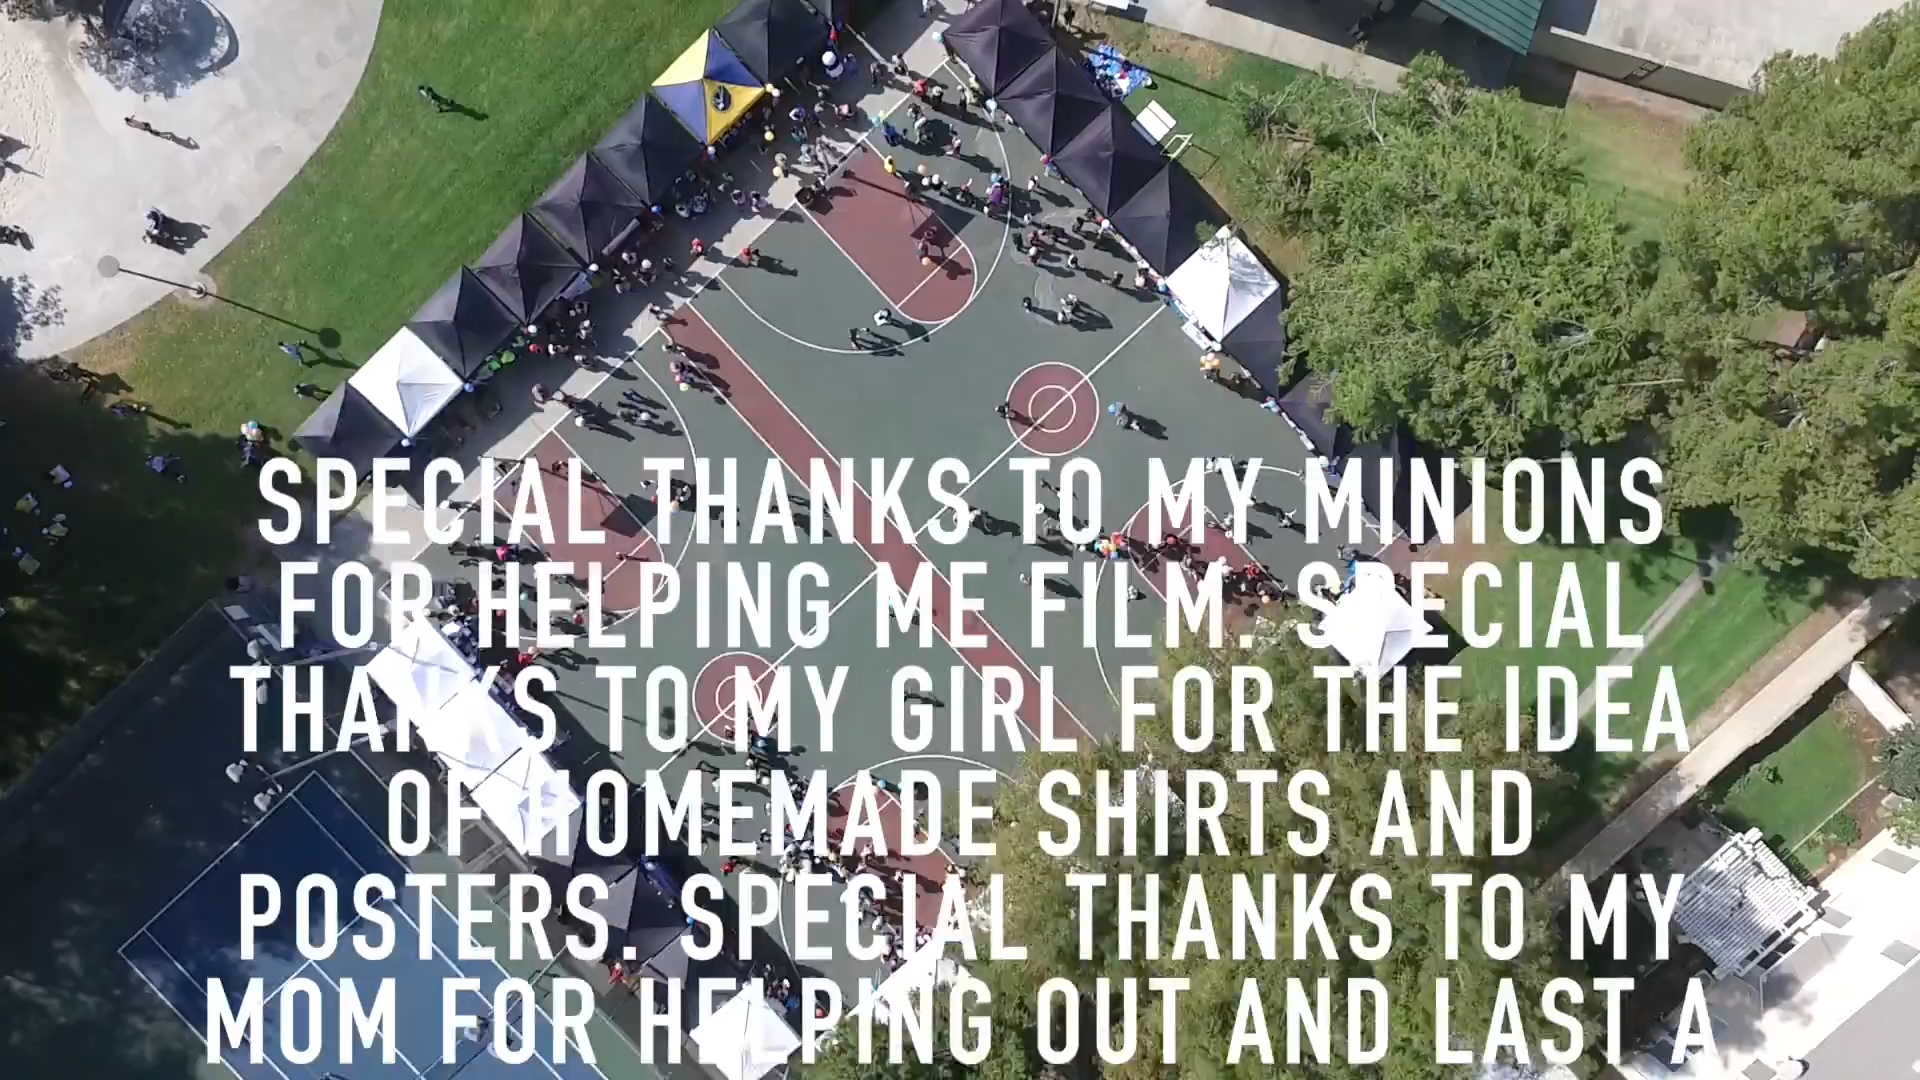 SPECIAL THANKS TO MY MINIONS
FOR HELPING ME FILM. SPECIAL
THANKS TO MY GIRL FOR THE IDEA
OF HOMEMADE SHIRTS AND
POSTERS. SPECIAL THANKS TO MY
MOM FOR HELPING OUT AND LAST A